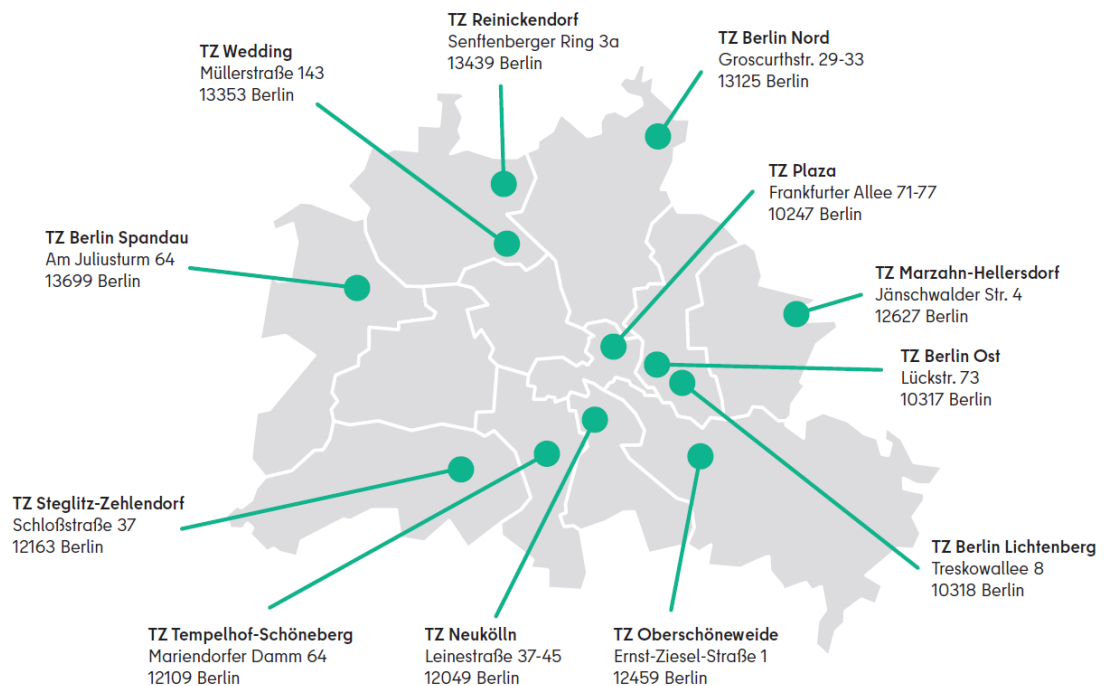 TZ Reinickendorf
Senftenberger Ring 3a
13439 Berlin
TZ Wedding
Müllerstraße 143
13353 Berlin
TZ Berlin Nord
Groscurthstr. 29-33
13125 Berlin
TZ Plaza
Frankfurter Allee 71-77
10247 Berlin
TZ Berlin Spandau
Am Juliusturm 64
13699 Berlin
TZ Marzahn-Hellersdorf
Jänschwalder Str. 4
12627 Berlin
TZ Berlin Ost
Lückstr. 73
10317 Berlin
TZ Steglitz-Zehlendorf
Schloßstraße 37
12163 Berlin
TZ Berlin Lichtenberg
Treskowallee 8
10318 Berlin
TZ Tempelhof-Schöneberg
Mariendorfer Damm 64
12109 Berlin
TZ Neukölln
Leinestraße 37-45
12049 Berlin
TZ Oberschöneweide
Ernst-Ziesel-Straße 1
12459 Berlin